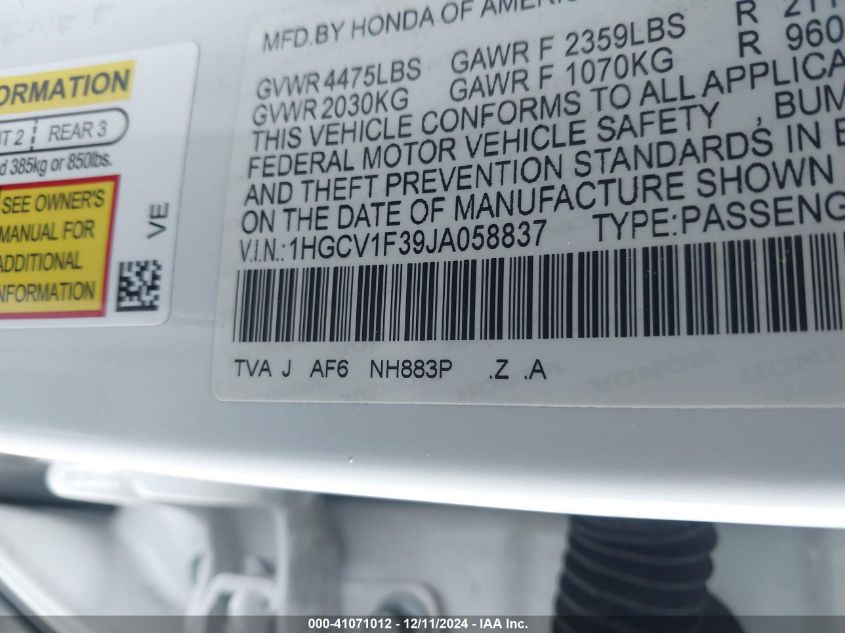 ORMATION
T 2 REAR 3
d 385kg or 850lbs.
SEE OWNER'S
MANUAL FOR
ADDITIONAL
INFORMATION
VE
MFD.BY HONDA OF AMERIC
GVWR 4475LBS GAWR F 2359LBS R 211
GVWR 2030KG GAWR F 1070KG R 960
THIS VEHICLE CONFORMS TO ALL APPLICA
FEDERAL MOTOR VEHICLE SAFETY , BUM
AND THEFT PREVENTION STANDARDS IN E
ON THE DATE OF MANUFACTURE SHOWN
V.I.N.:1HGCV1F39JA058837 TYPE:PASSENG
TVA J AF6 NH883P .Z .A
000-41071012 - 12/11/2024 - IAA Inc.